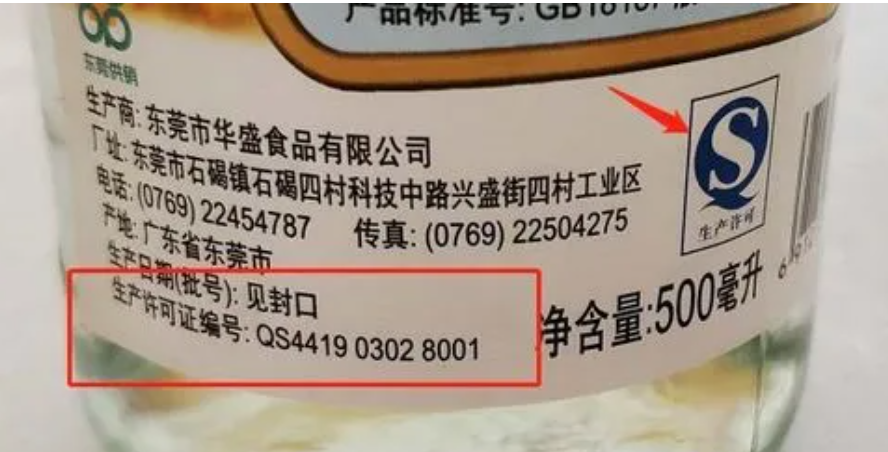 产品标准号: GB18187
东莞供销
生产商: 东莞市华盛食品有限公司
厂址: 东莞市石碣镇石碣四村科技中路兴盛街四村工业区
电话: (0769) 22454787 传真: (0769) 22504275
产地: 广东省东莞市
生产日期(批号): 见封口
生产许可证编号: QS4419 0302 8001
净含量:500毫升
S
生产许可